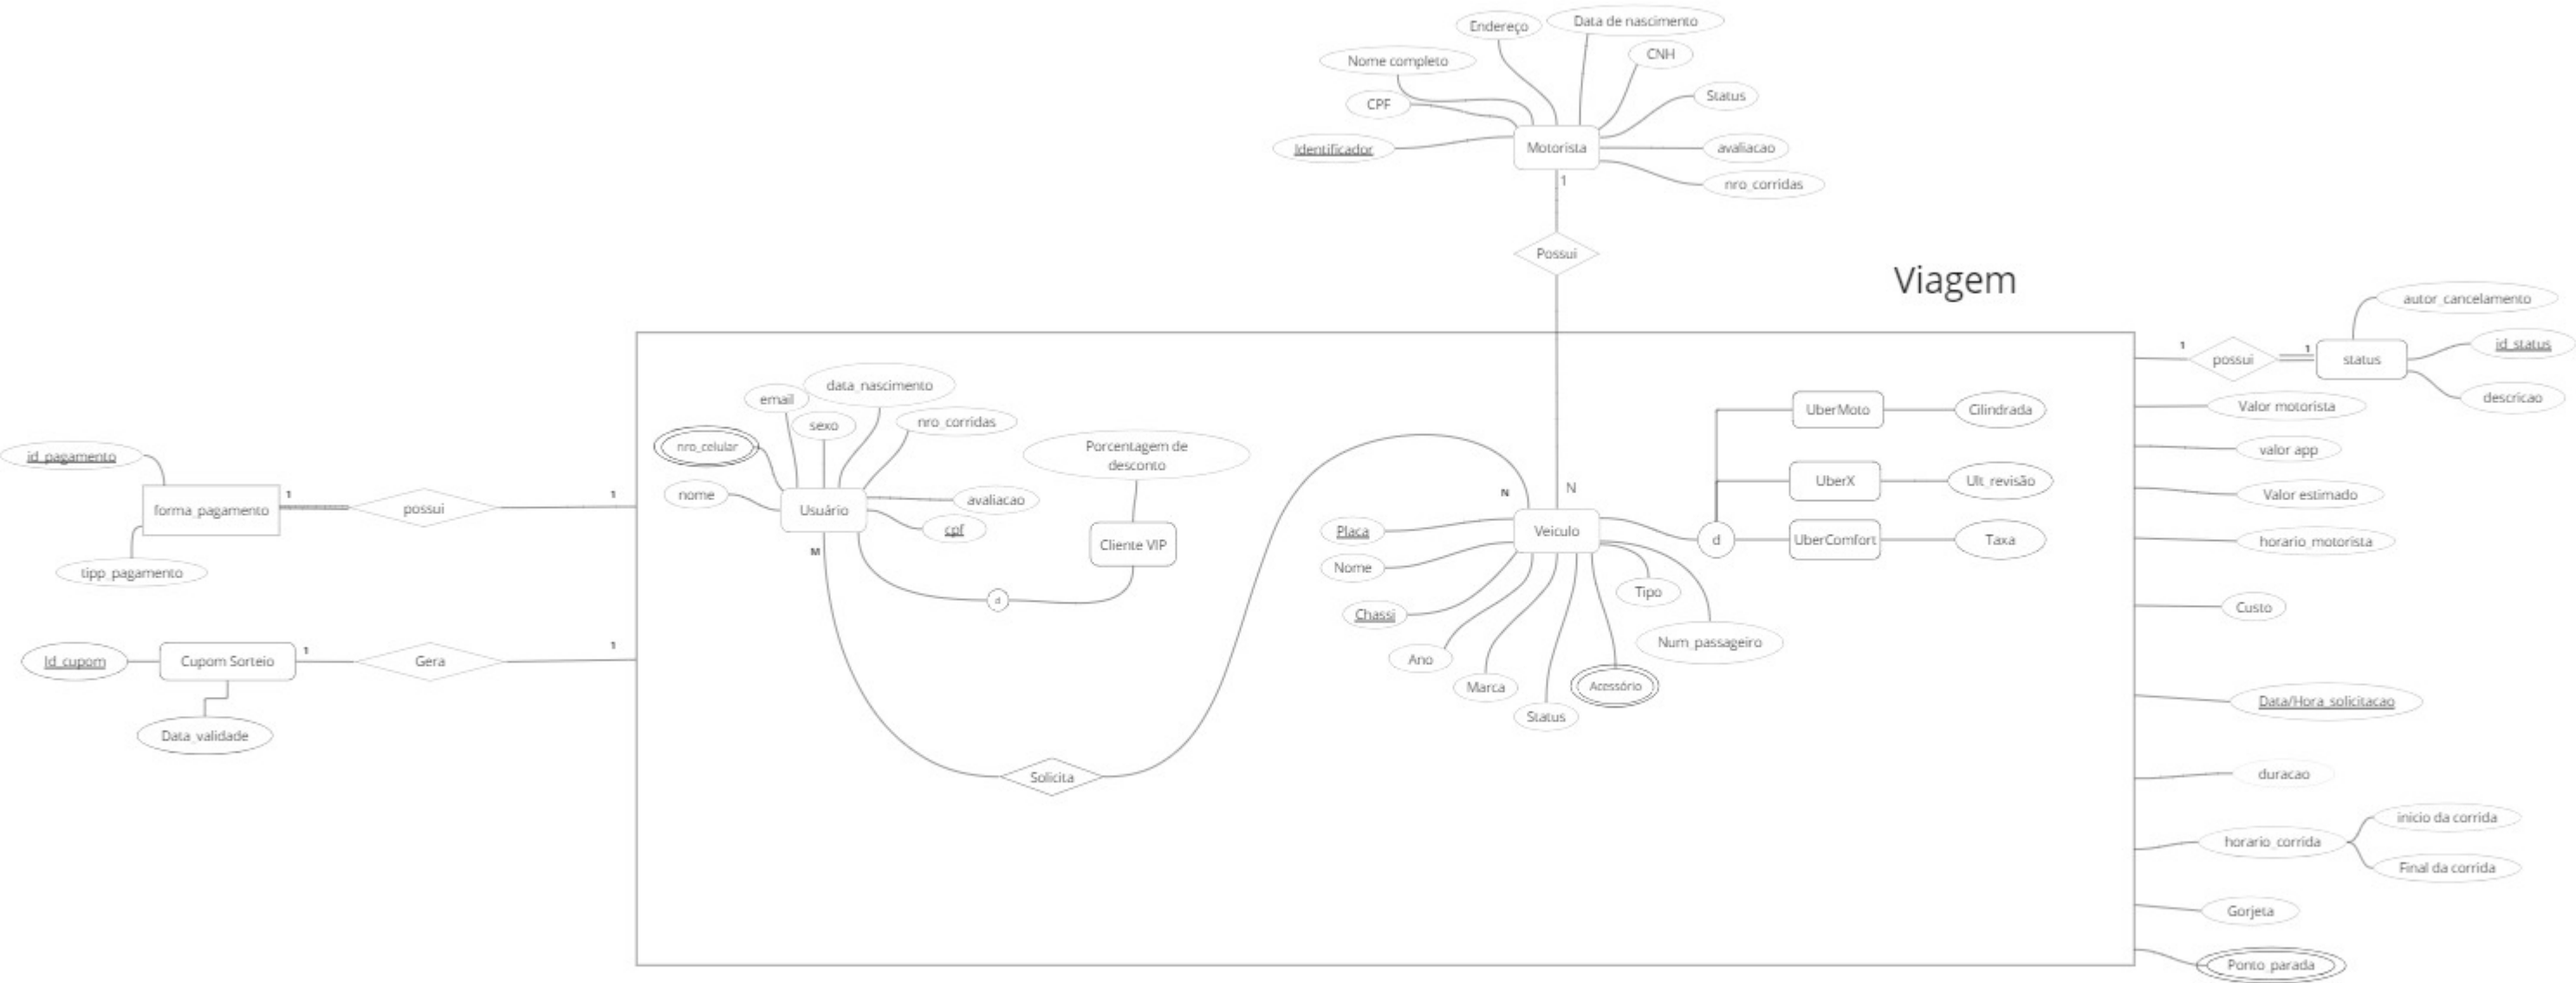 Endereço
Data de nascimento
Nome completo
CNH
CPF
Status
Identificador
Motorista
avaliacao
nro_corridas
1
Possui
Viagem
autor_cancelamento
1
possui
1
status
id_status
descricao
Valor motorista
valor app
Valor estimado
horario_motorista
Custo
Data/Hora_solicitacao
duracao
horario_corrida
inicio da corrida
Final da corrida
Gorjeta
Ponto_parada
email
data_nascimento
sexo
nro_corridas
nro_celular
nome
Usuário
avaliacao
cpf
M
Porcentagem de
desconto
Cliente VIP
d
Solicita
N
N
Placa
Veiculo
Nome
Chassi
Ano
Marca
Status
Acessório
Tipo
Num_passageiro
d
UberMoto
Cilindrada
UberX
Ult_revisão
UberComfort
Taxa
id_pagamento
forma_pagamento
1
possui
1
tipp_pagamento
Id_cupom
Cupom Sorteio
1
Gera
1
Data_validade